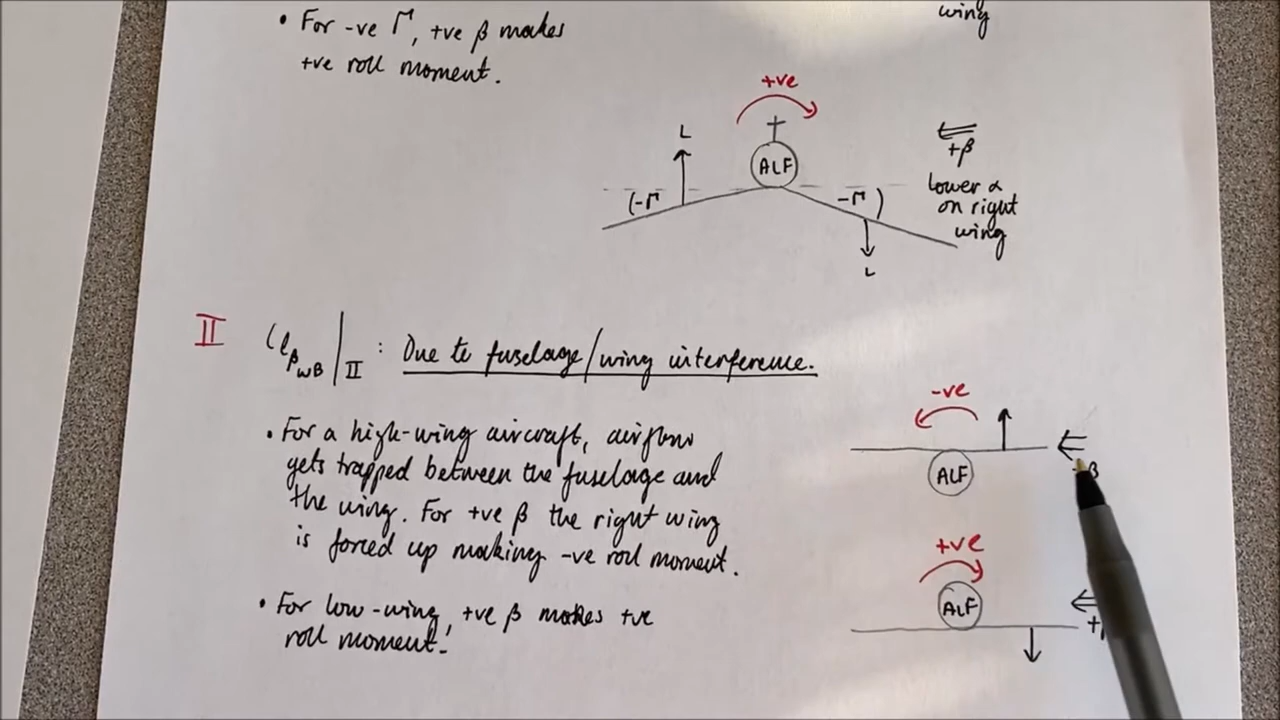 wing
• For -ve Γ, +ve β makes
+ve roll moment.
+ve
L
ALF
+β
(-Γ
-Γ)
lower α
on right
wing
L
II Clβ_WB|II : Due to fuselage/wing interference.
-ve
• For a high-wing aircraft, airflow
gets trapped between the fuselage and
the wing. For +ve β the right wing
is forced up making -ve roll moment.
ALF
β
+ve
• For low-wing, +ve β makes +ve
roll moment!
ALF
+